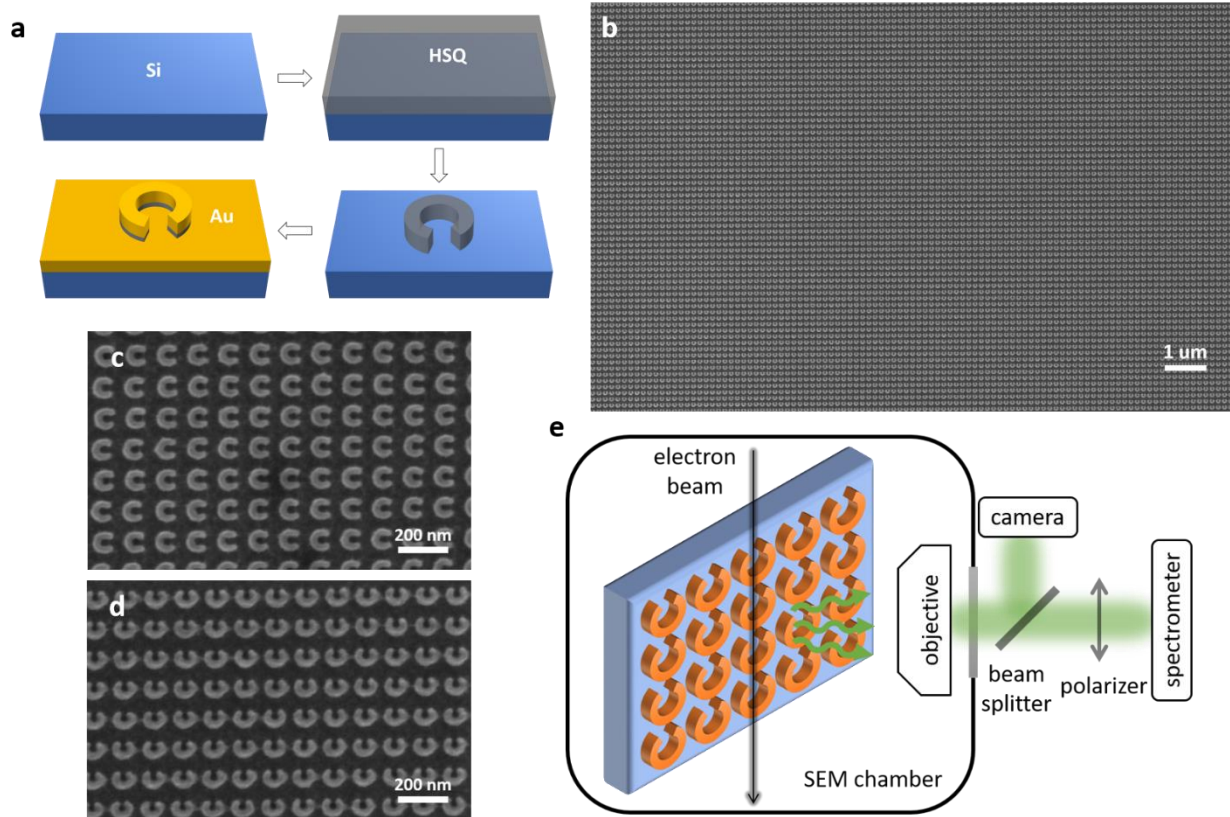 a
Si
HSQ
Au
b
1 um
c
200 nm
d
200 nm
e
electron
beam
SEM chamber
objective
camera
beam
splitter
polarizer
spectrometer